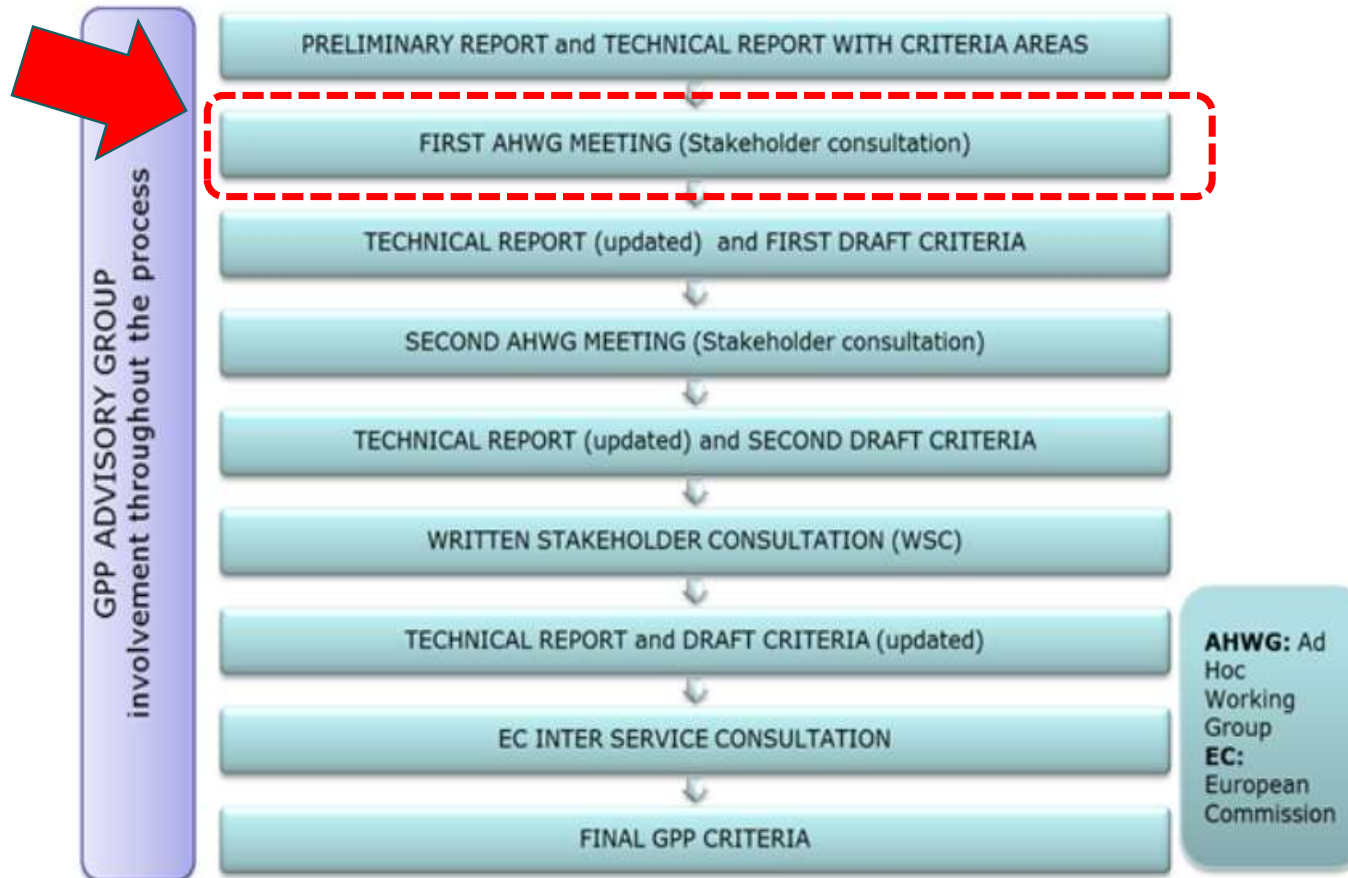 GPP ADVISORY GROUP
involvement throughout the process
PRELIMINARY REPORT and TECHNICAL REPORT WITH CRITERIA AREAS
FIRST AHWG MEETING (Stakeholder consultation)
TECHNICAL REPORT (updated) and FIRST DRAFT CRITERIA
SECOND AHWG MEETING (Stakeholder consultation)
TECHNICAL REPORT (updated) and SECOND DRAFT CRITERIA
WRITTEN STAKEHOLDER CONSULTATION (WSC)
TECHNICAL REPORT and DRAFT CRITERIA (updated)
EC INTER SERVICE CONSULTATION
FINAL GPP CRITERIA
AHWG: Ad
Hoc
Working
Group
EC:
European
Commission